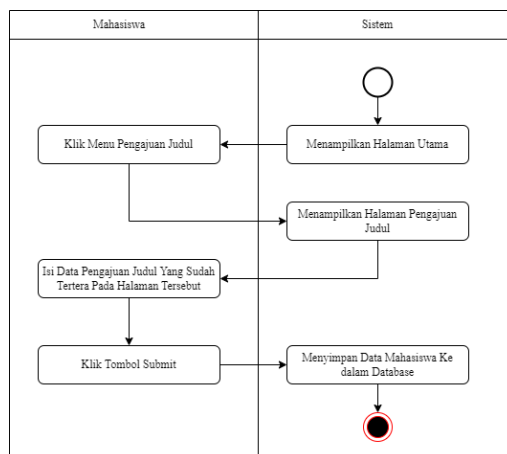 Mahasiswa
Sistem
Menampilkan Halaman Utama
Klik Menu Pengajuan Judul
Menampilkan Halaman Pengajuan
Judul
Isi Data Pengajuan Judul Yang Sudah
Tertera Pada Halaman Tersebut
Klik Tombol Submit
Menyimpan Data Mahasiswa Ke
dalam Database